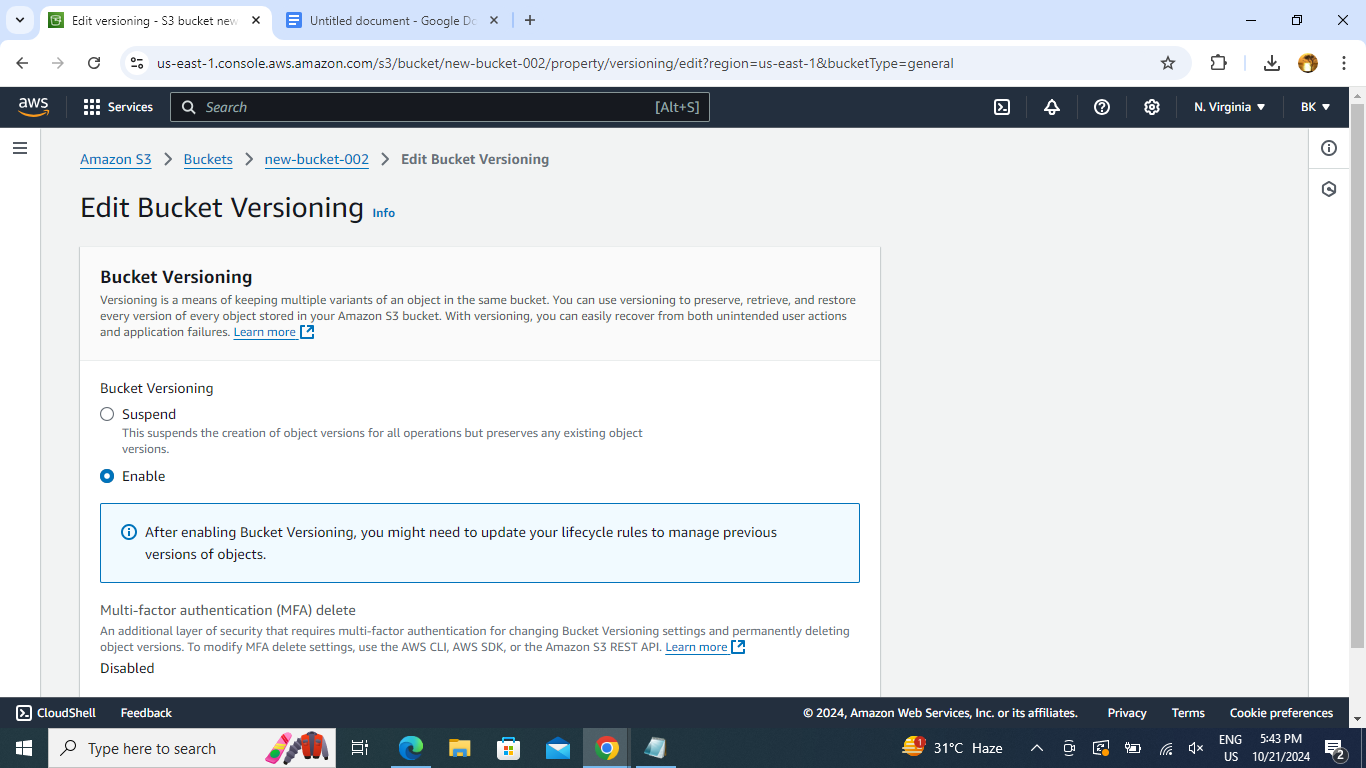 Edit versioning - S3 bucket new
Untitled document - Google Do
us-east-1.console.aws.amazon.com/s3/bucket/new-bucket-002/property/versioning/edit?region=us-east-1&bucketType=general
aws
Services
Search
[Alt+S]
N. Virginia
BK
Amazon S3
Buckets
new-bucket-002
Edit Bucket Versioning
Edit Bucket Versioning
Info
Bucket Versioning
Versioning is a means of keeping multiple variants of an object in the same bucket. You can use versioning to preserve, retrieve, and restore
every version of every object stored in your Amazon S3 bucket. With versioning, you can easily recover from both unintended user actions
and application failures. Learn more
Bucket Versioning
Suspend
This suspends the creation of object versions for all operations but preserves any existing object
versions.
Enable
After enabling Bucket Versioning, you might need to update your lifecycle rules to manage previous
versions of objects.
Multi-factor authentication (MFA) delete
An additional layer of security that requires multi-factor authentication for changing Bucket Versioning settings and permanently deleting
object versions. To modify MFA delete settings, use the AWS CLI, AWS SDK, or the Amazon S3 REST API. Learn more
Disabled
CloudShell
Feedback
© 2024, Amazon Web Services, Inc. or its affiliates.
Privacy
Terms
Cookie preferences
Type here to search
1
31°C Haze
ENG
US
5:43 PM
10/21/2024
2